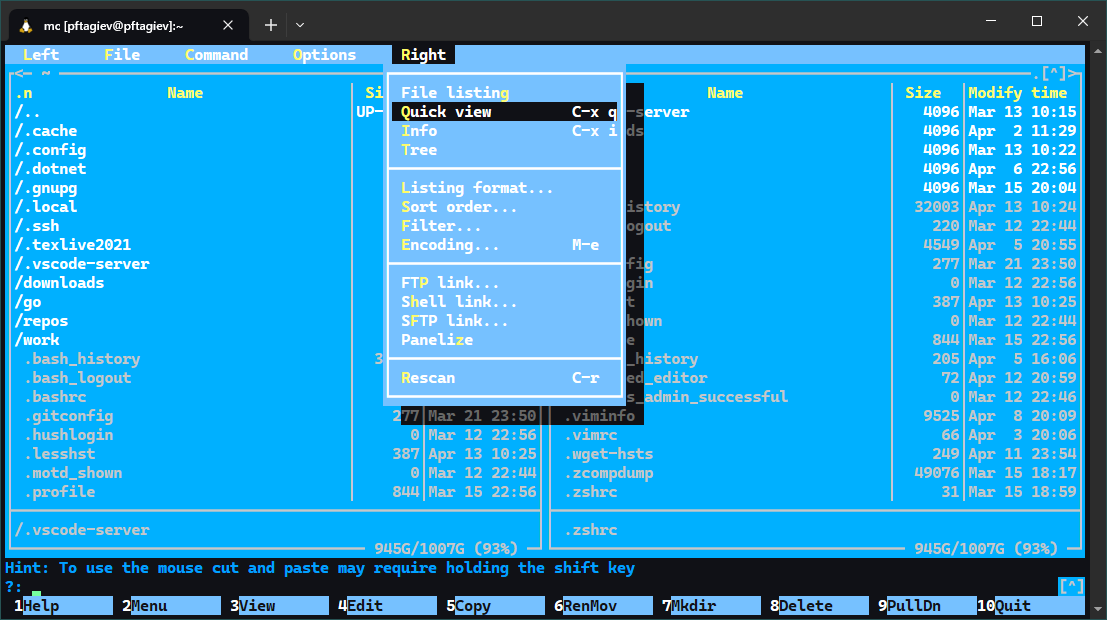 mc [pftagiev@pftagiev]:~
Left File Command Options Right
<─ ~ .[^]>
.n Name Si File listing Name Size Modify time
/.. UP- Quick view C-x q -server 4096 Mar 13 10:15
/.cache Info C-x i ds 4096 Apr 2 11:29
/.config Tree 4096 Mar 13 10:22
/.dotnet 4096 Apr 6 22:56
/.gnupg Listing format... 4096 Mar 15 20:04
/.local Sort order... istory 32003 Apr 13 10:24
/.ssh Filter... ogout 220 Mar 12 22:44
/.texlive2021 Encoding... M-e 4549 Apr 5 20:55
/.vscode-server fig 277 Mar 21 23:50
/downloads FTP link... gin 0 Mar 12 22:56
/go Shell link... t 387 Apr 13 10:25
/repos SFTP link... hown 0 Mar 12 22:44
/work Panelize e 844 Mar 15 22:56
.bash_history 3 _history 205 Apr 5 16:06
.bash_logout Rescan C-r ed_editor 72 Apr 12 20:59
.bashrc s_admin_successful 0 Mar 12 22:46
.gitconfig 277 Mar 21 23:50 .viminfo 9525 Apr 8 20:09
.hushlogin 0 Mar 12 22:56 .vimrc 66 Apr 3 20:06
.lesshst 387 Apr 13 10:25 .wget-hsts 249 Apr 11 23:54
.motd_shown 0 Mar 12 22:44 .zcompdump 49076 Mar 15 18:17
.profile 844 Mar 15 22:56 .zshrc 31 Mar 15 18:59
/.vscode-server .zshrc
945G/1007G (93%) 945G/1007G (93%)
Hint: To use the mouse cut and paste may require holding the shift key
?: [^]
1Help 2Menu 3View 4Edit 5Copy 6RenMov 7Mkdir 8Delete 9PullDn 10Quit